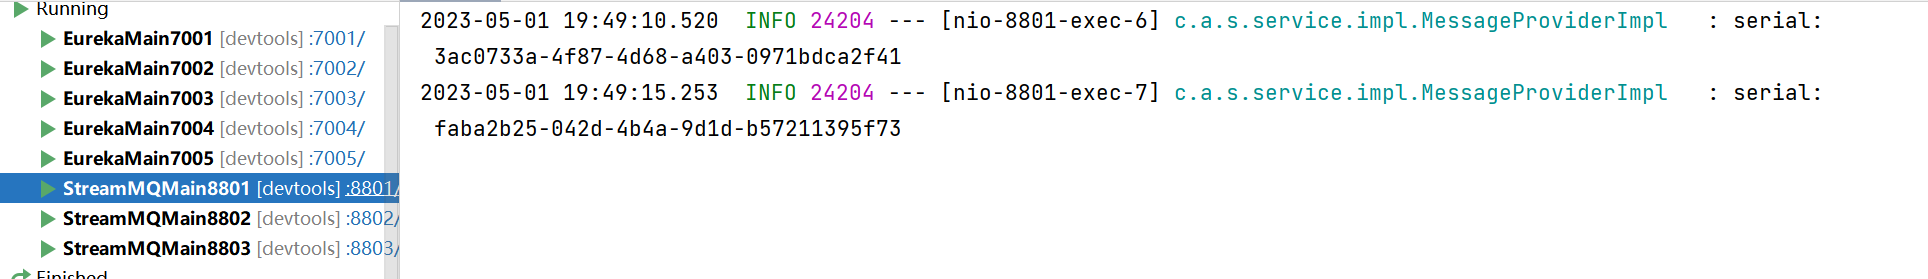 Running
EurekaMain7001 [devtools] :7001/
EurekaMain7002 [devtools] :7002/
EurekaMain7003 [devtools] :7003/
EurekaMain7004 [devtools] :7004/
EurekaMain7005 [devtools] :7005/
StreamMQMain8801 [devtools] :8801/
StreamMQMain8802 [devtools] :8802/
StreamMQMain8803 [devtools] :8803/
Finished
2023-05-01 19:49:10.520  INFO 24204 --- [nio-8801-exec-6] c.a.s.service.impl.MessageProviderImpl   : serial:
 3ac0733a-4f87-4d68-a403-0971bdca2f41
2023-05-01 19:49:15.253  INFO 24204 --- [nio-8801-exec-7] c.a.s.service.impl.MessageProviderImpl   : serial:
 faba2b25-042d-4b4a-9d1d-b57211395f73